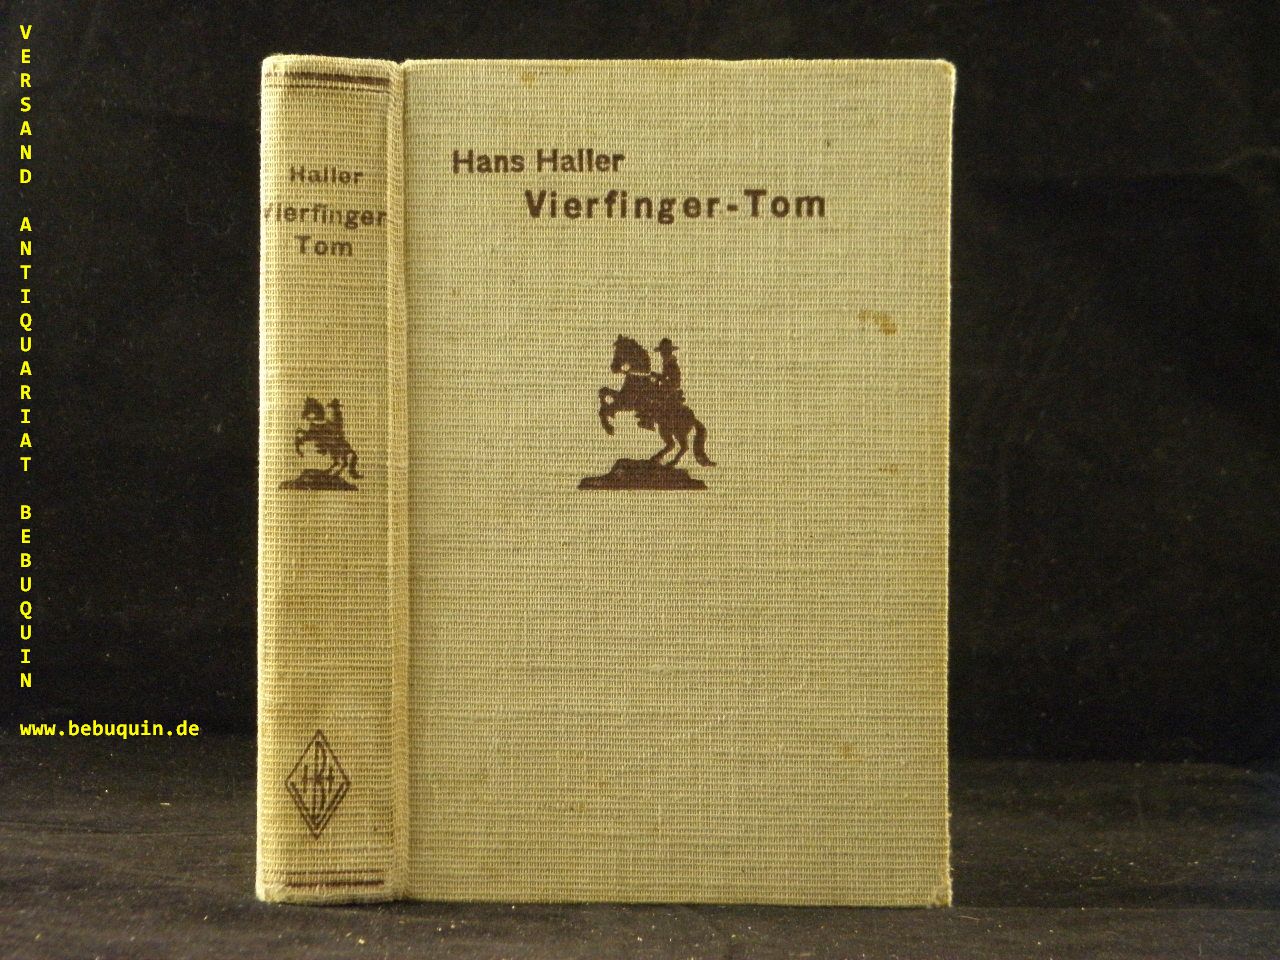 VERSAND ANTIQUARIAT BEBUQUIN
www.bebuquin.de
Haller
Vierfinger
Tom
Hans Haller
Vierfinger-Tom